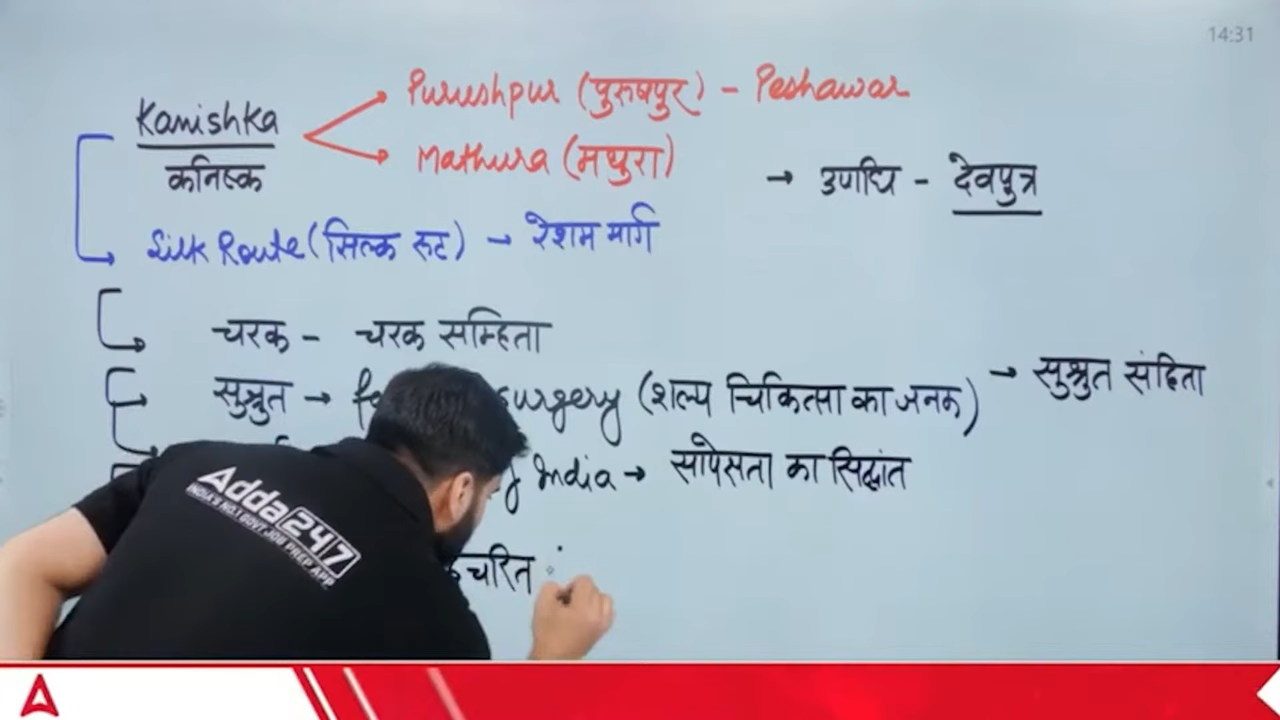 14:31
Kanishka
कनिस्क
Purushpur (पुरुषपुर) - Peshawar
Mathura (मथुरा)
→ उपाधि - देवपुत्र
Silk Route (सिल्क रूट) → रेशम मार्ग
चरक - चरक सम्हिता
सुश्रुत → surgery (शल्य चिकित्सा का जनक) → सुश्रुत संहिता
India → सापेसता का सिद्धांत
चरित
Adda247
INDIA'S NO.1 GOVT JOB PREP APP